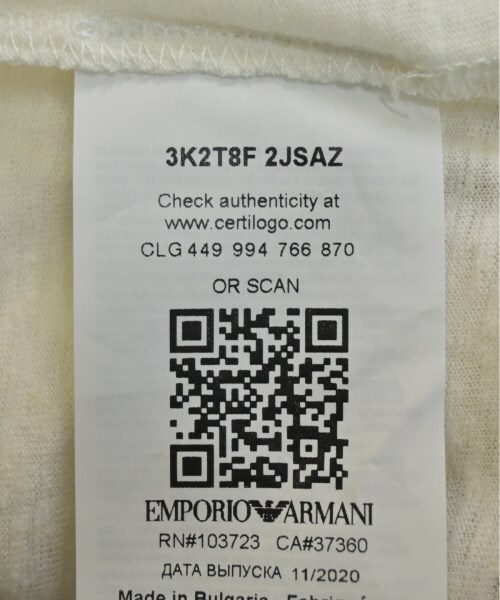 3K2T8F 2JSAZ
Check authenticity at
www.certilogo.com
CLG 449 994 766 870
OR SCAN
EMPORIO ARMANI
RN#103723 CA#37360
ДАТА ВЫПУСКА 11/2020
Made in Bulgaria - Fabriqué